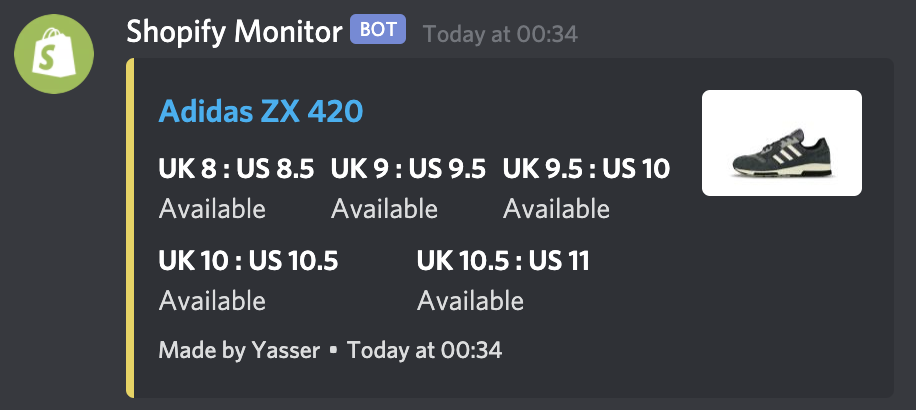 Shopify Monitor BOT Today at 00:34
Adidas ZX 420
UK 8 : US 8.5 UK 9 : US 9.5 UK 9.5 : US 10
Available Available Available
UK 10 : US 10.5 UK 10.5 : US 11
Available Available
Made by Yasser • Today at 00:34